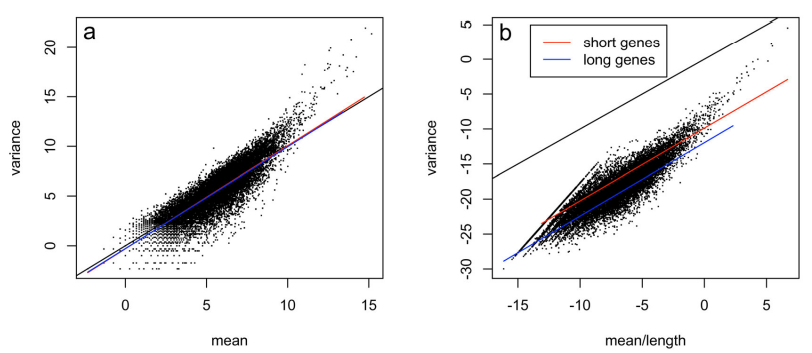 a
variance
20
15
10
5
0
0 5 10 15
mean
b
short genes
long genes
variance
5
0
-5
-10
-15
-20
-25
-30
-15 -10 -5 0 5
mean/length